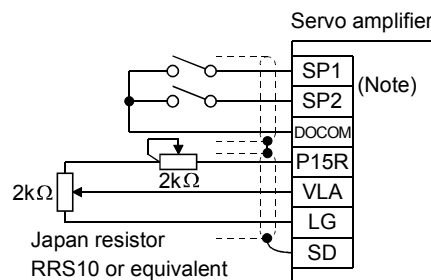 Servo amplifier
SP1
SP2
(Note)
DOCOM
P15R
2kΩ
2kΩ
VLA
LG
Japan resistor
RRS10 or equivalent
SD